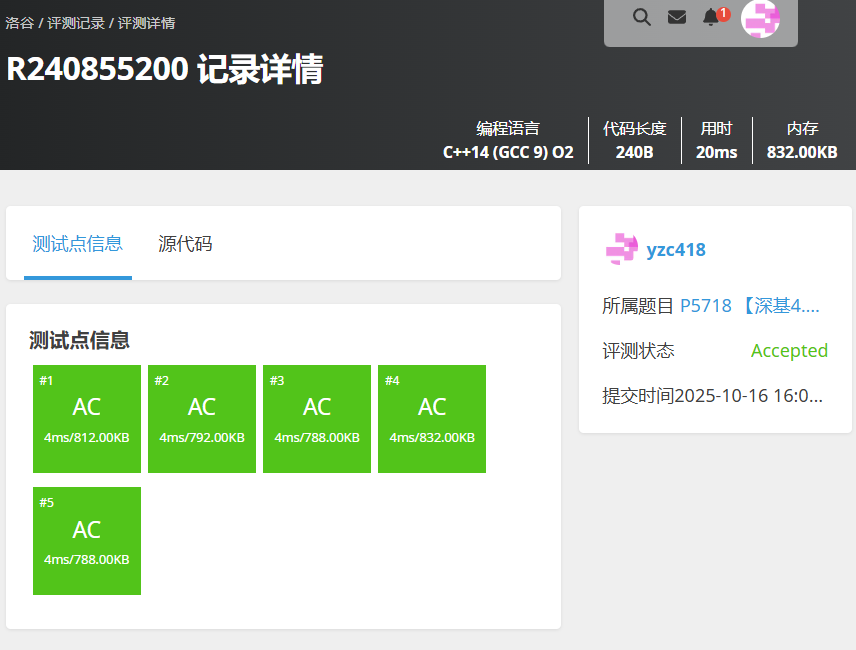 洛谷 / 评测记录 / 评测详情
1
R240855200 记录详情
编程语言
C++14 (GCC 9) O2
代码长度
240B
用时
20ms
内存
832.00KB
测试点信息
源代码
测试点信息
#1
AC
4ms/812.00KB
#2
AC
4ms/792.00KB
#3
AC
4ms/788.00KB
#4
AC
4ms/832.00KB
#5
AC
4ms/788.00KB
yzc418
所属题目 P5718 【深基4....
评测状态 Accepted
提交时间2025-10-16 16:0...